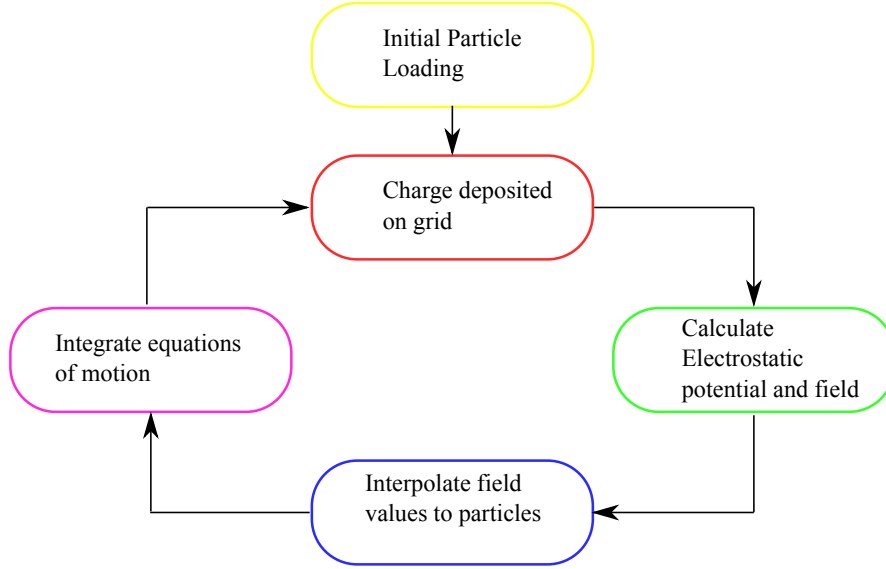 Initial Particle
Loading
Charge deposited
on grid
Calculate
Electrostatic
potential and field
Interpolate field
values to particles
Integrate equations
of motion